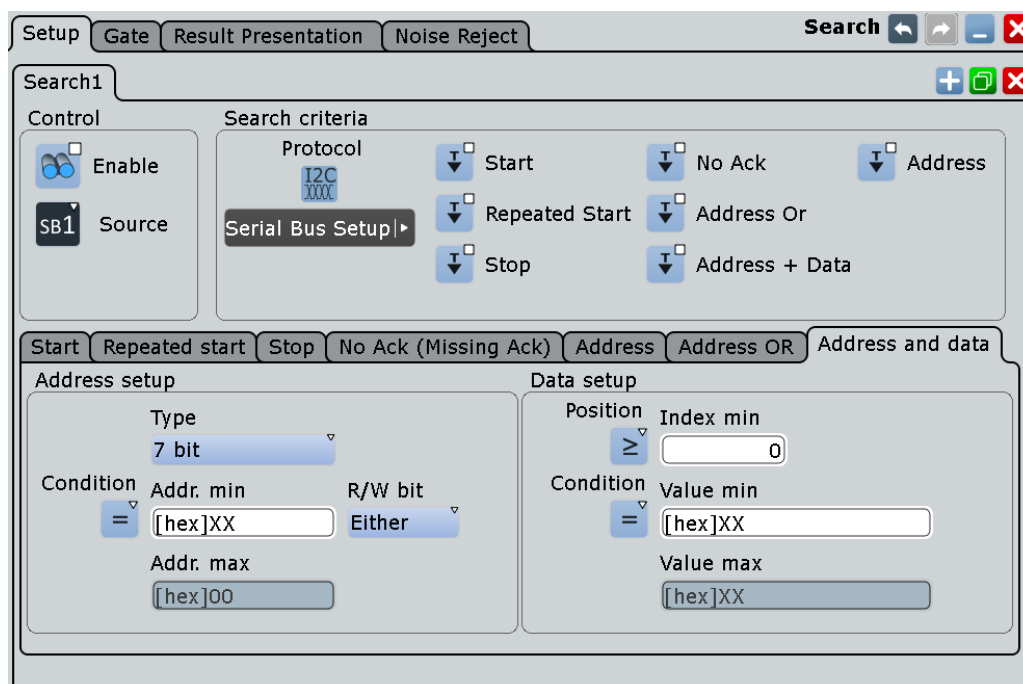 Setup Gate Result Presentation Noise Reject Search
Search1
Control Search criteria
Enable
SB1 Source
Protocol
I2C
Serial Bus Setup
Start
Repeated Start
Stop
No Ack
Address Or
Address + Data
Address
Start Repeated start Stop No Ack (Missing Ack) Address Address OR Address and data
Address setup
Type
7 bit
Condition Addr. min R/W bit
= [hex]XX Either
Addr. max
[hex]00
Data setup
Position Index min
≥ 0
Condition Value min
= [hex]XX
Value max
[hex]XX